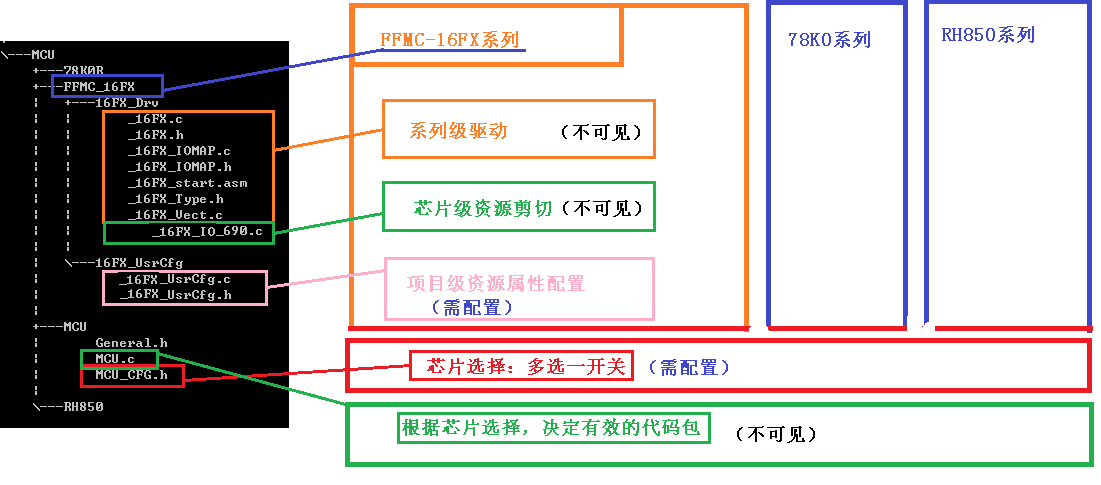 \---MCU
+---78K0R
+---FFMC_16FX
+---16FX_Drv
_16FX.c
_16FX.h
_16FX_IOMAP.c
_16FX_IOMAP.h
_16FX_start.asm
_16FX_Type.h
_16FX_Vect.c
_16FX_IO_690.c
\---16FX_UsrCfg
_16FX_UsrCfg.c
_16FX_UsrCfg.h
+---MCU
General.h
MCU.c
MCU_CFG.h
\---RH850
FFMC-16FX系列
78K0系列
RH850系列
系列级驱动 (不可见)
芯片级资源剪切 (不可见)
项目级资源属性配置
(需配置)
芯片选择: 多选一开关 (需配置)
根据芯片选择, 决定有效的代码包 (不可见)